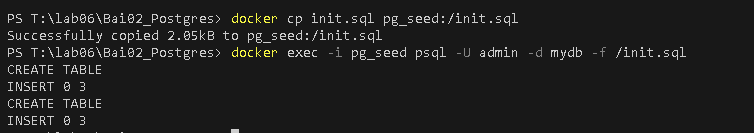 PS T:\lab06\Bai02_Postgres> docker cp init.sql pg_seed:/init.sql
Successfully copied 2.05kB to pg_seed:/init.sql
PS T:\lab06\Bai02_Postgres> docker exec -i pg_seed psql -U admin -d mydb -f /init.sql
CREATE TABLE
INSERT 0 3
CREATE TABLE
INSERT 0 3